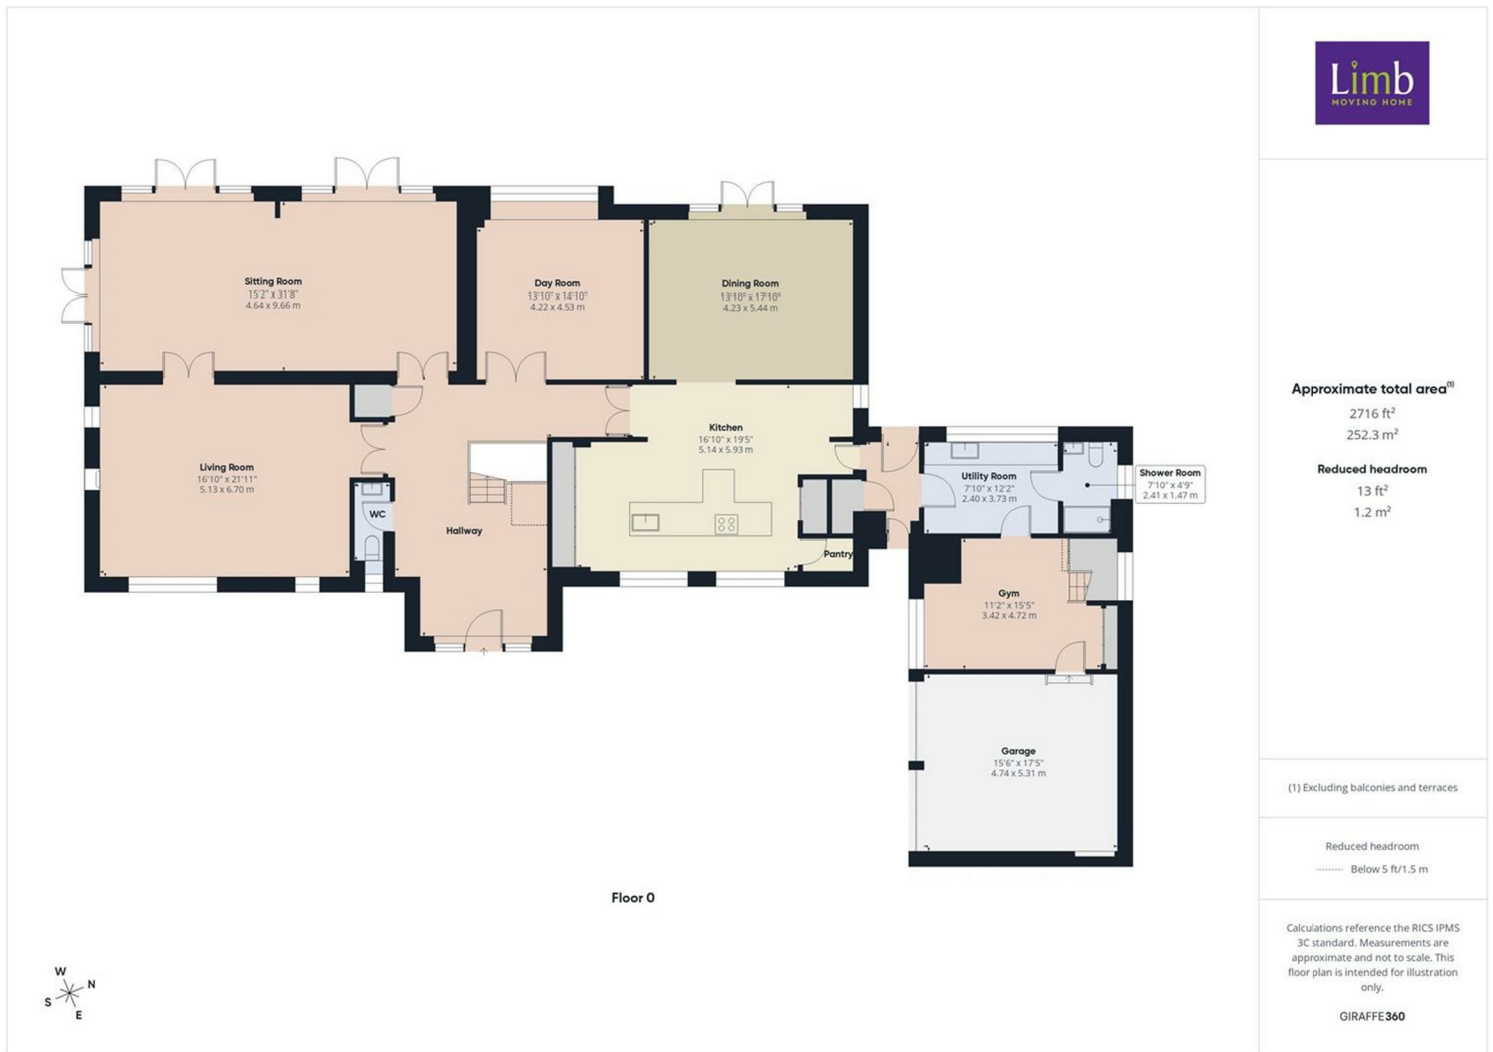 Limb
MOVING HOME
Sitting Room
15'2" x 31'8"
4.64 x 9.66 m
Day Room
13'10" x 14'10"
4.22 x 4.53 m
Dining Room
13'10" x 17'10"
4.23 x 5.44 m
Kitchen
16'10" x 19'5"
5.14 x 5.93 m
Living Room
16'10" x 21'11"
5.13 x 6.70 m
WC
Hallway
Pantry
Utility Room
7'10" x 12'2"
2.40 x 3.73 m
Shower Room
7'10" x 4'9"
2.41 x 1.47 m
Gym
11'2" x 15'5"
3.42 x 4.72 m
Garage
15'6" x 17'5"
4.74 x 5.31 m
Floor 0
W
N
S
E
Approximate total area(1)
2716 ft²
252.3 m²
Reduced headroom
13 ft²
1.2 m²
(1) Excluding balconies and terraces
Reduced headroom
Below 5 ft/1.5 m
Calculations reference the RICS IPMS
3C standard. Measurements are
approximate and not to scale. This
floor plan is intended for illustration
only.
GIRAFFE360